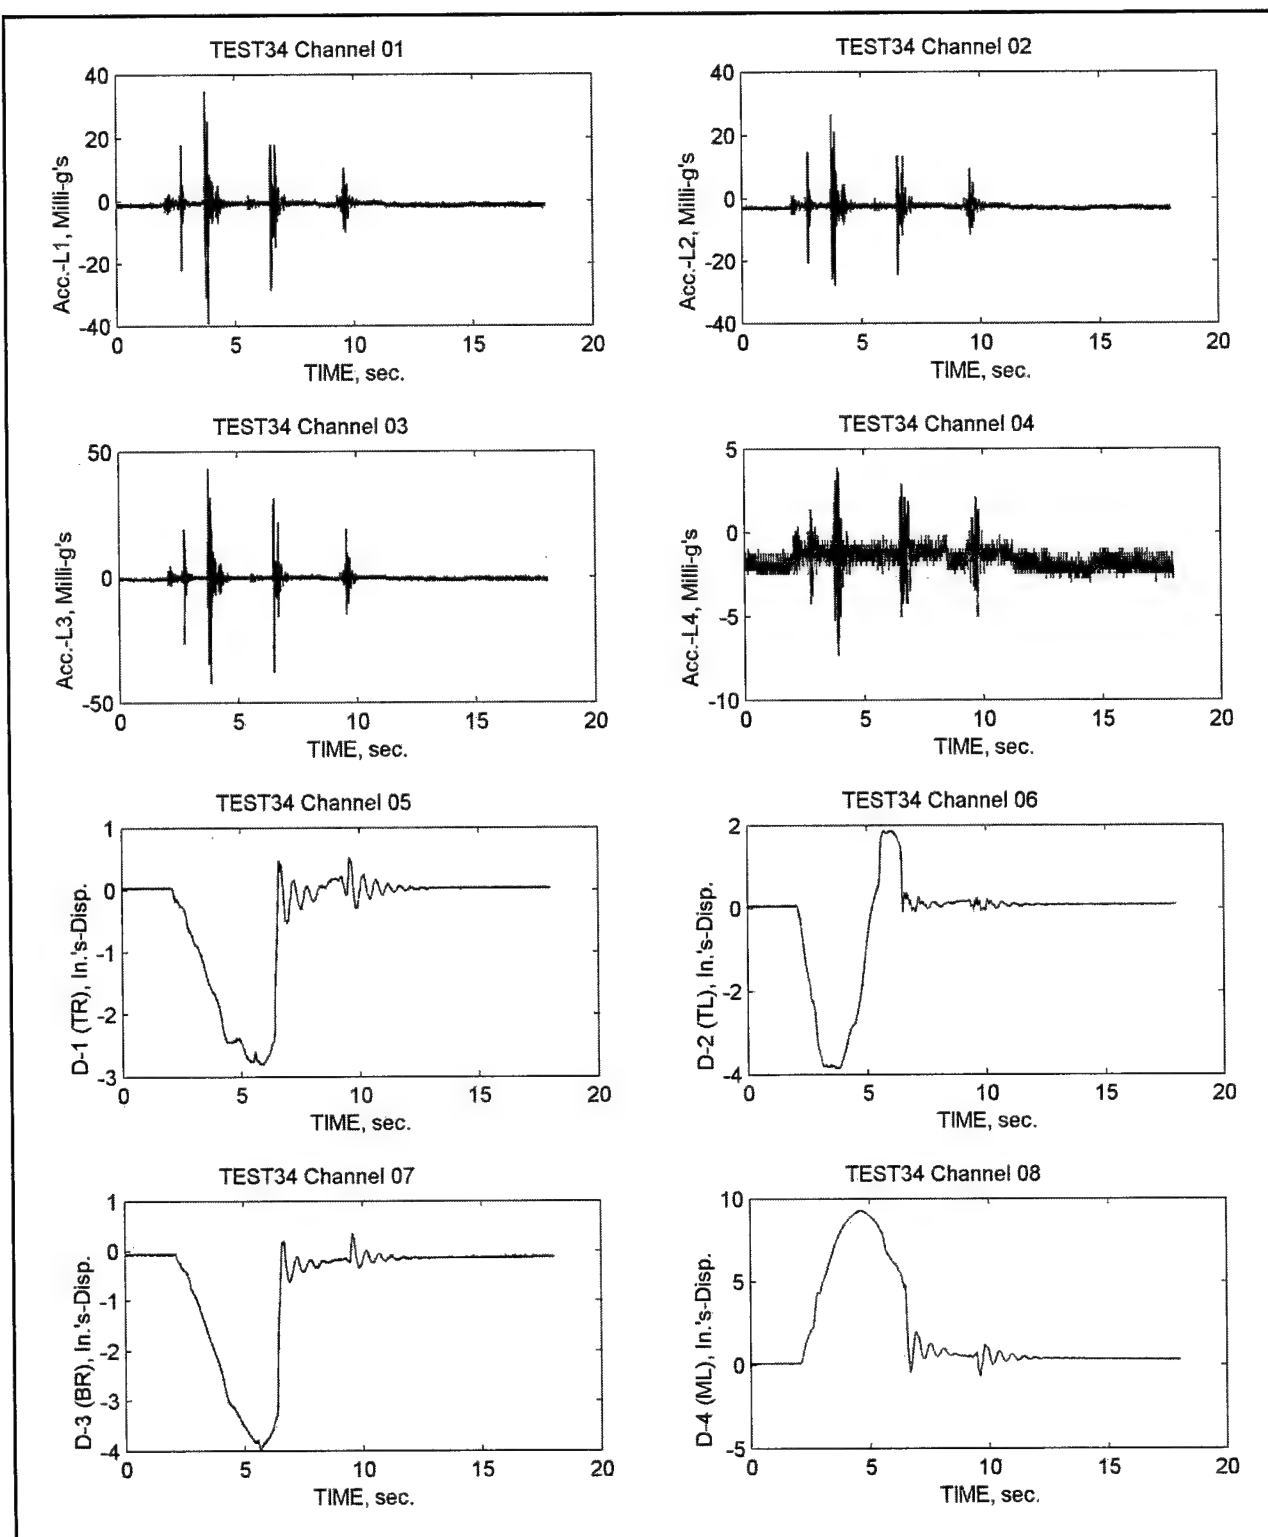 TEST34 Channel 01
Acc.-L1, Milli-g's
40
20
0
-20
-40
0 5 10 15 20
TIME, sec.
TEST34 Channel 02
Acc.-L2, Milli-g's
40
20
0
-20
-40
0 5 10 15 20
TIME, sec.
TEST34 Channel 03
Acc.-L3, Milli-g's
50
0
-50
0 5 10 15 20
TIME, sec.
TEST34 Channel 04
Acc.-L4, Milli-g's
5
0
-5
-10
0 5 10 15 20
TIME, sec.
TEST34 Channel 05
D-1 (TR), In.'s-Disp.
1
0
-1
-2
-3
0 5 10 15 20
TIME, sec.
TEST34 Channel 06
D-2 (TL), In.'s-Disp.
2
0
-2
-4
0 5 10 15 20
TIME, sec.
TEST34 Channel 07
D-3 (BR), In.'s-Disp.
1
0
-1
-2
-3
-4
0 5 10 15 20
TIME, sec.
TEST34 Channel 08
D-4 (ML), In.'s-Disp.
10
5
0
-5
0 5 10 15 20
TIME, sec.